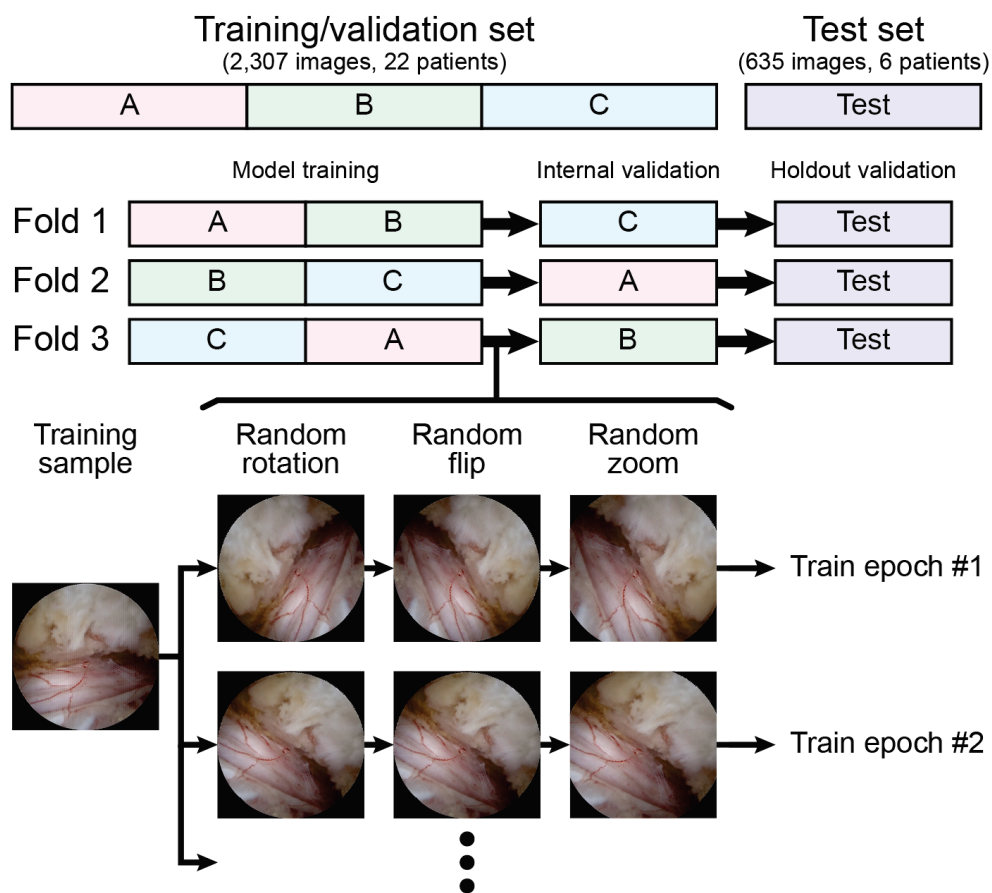 Training/validation set
(2,307 images, 22 patients)
Test set
(635 images, 6 patients)
A B C Test
Model training Internal validation Holdout validation
Fold 1 A B C Test
Fold 2 B C A Test
Fold 3 C A B Test
Training
sample
Random
rotation
Random
flip
Random
zoom
Train epoch #1
Train epoch #2